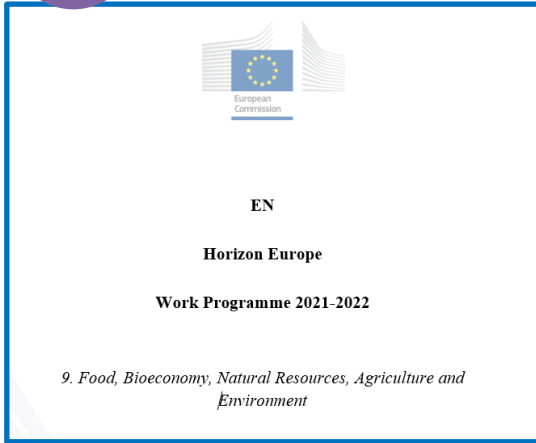 European
Commission
EN
Horizon Europe
Work Programme 2021-2022
9. Food, Bioeconomy, Natural Resources, Agriculture and
Environment